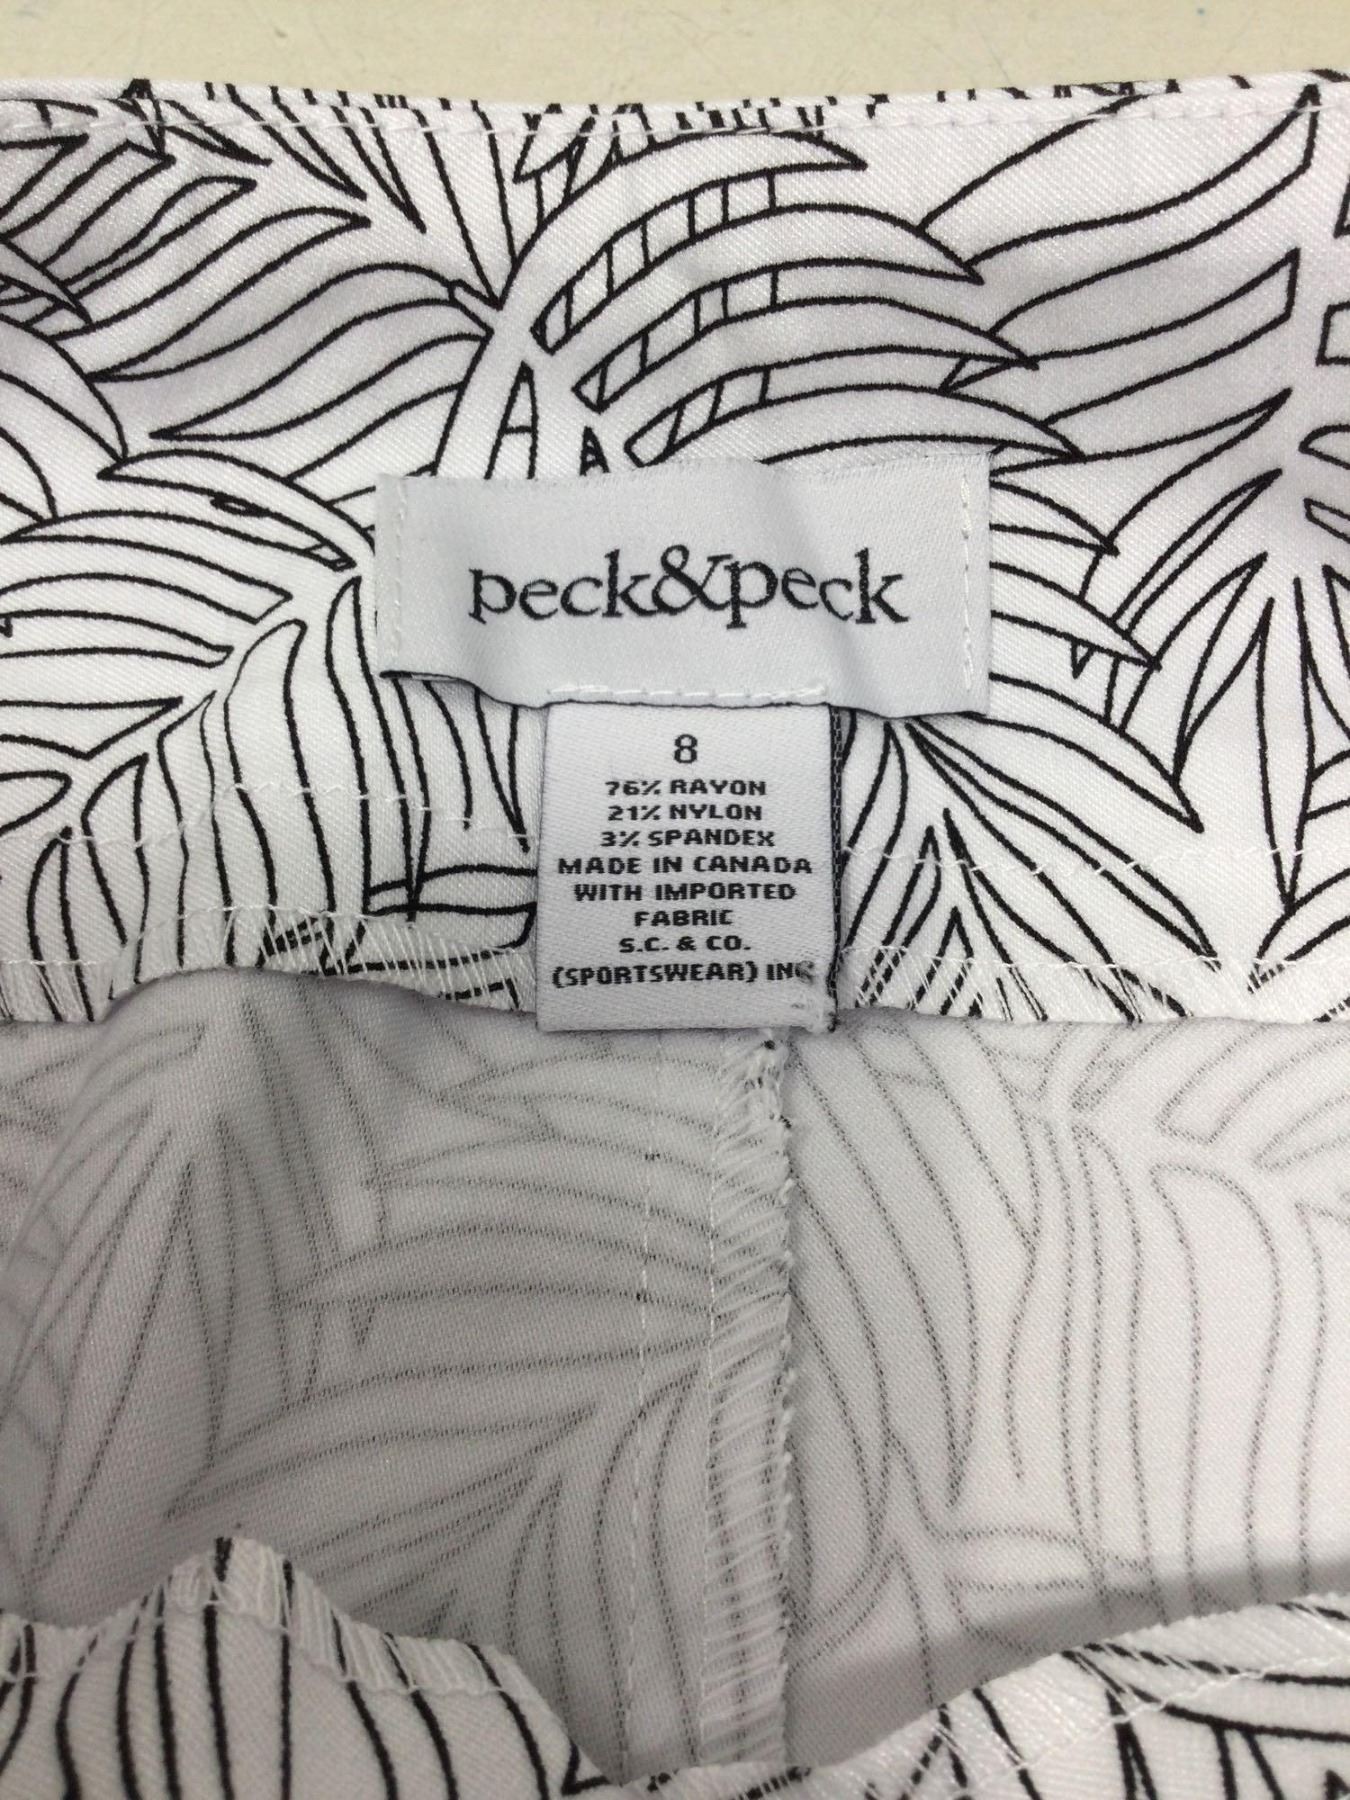 peck&peck
8
76% RAYON
21% NYLON
3% SPANDEX
MADE IN CANADA
WITH IMPORTED
FABRIC
S.C. & CO.
(SPORTSWEAR) INC